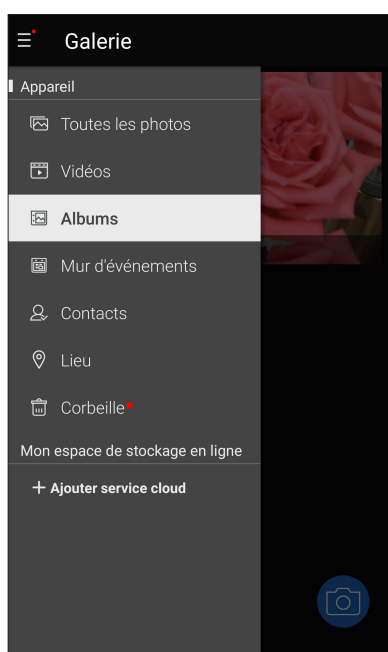 Galerie
Appareil
Toutes les photos
Vidéos
Albums
Mur d'événements
Contacts
Lieu
Corbeille
Mon espace de stockage en ligne
+ Ajouter service cloud